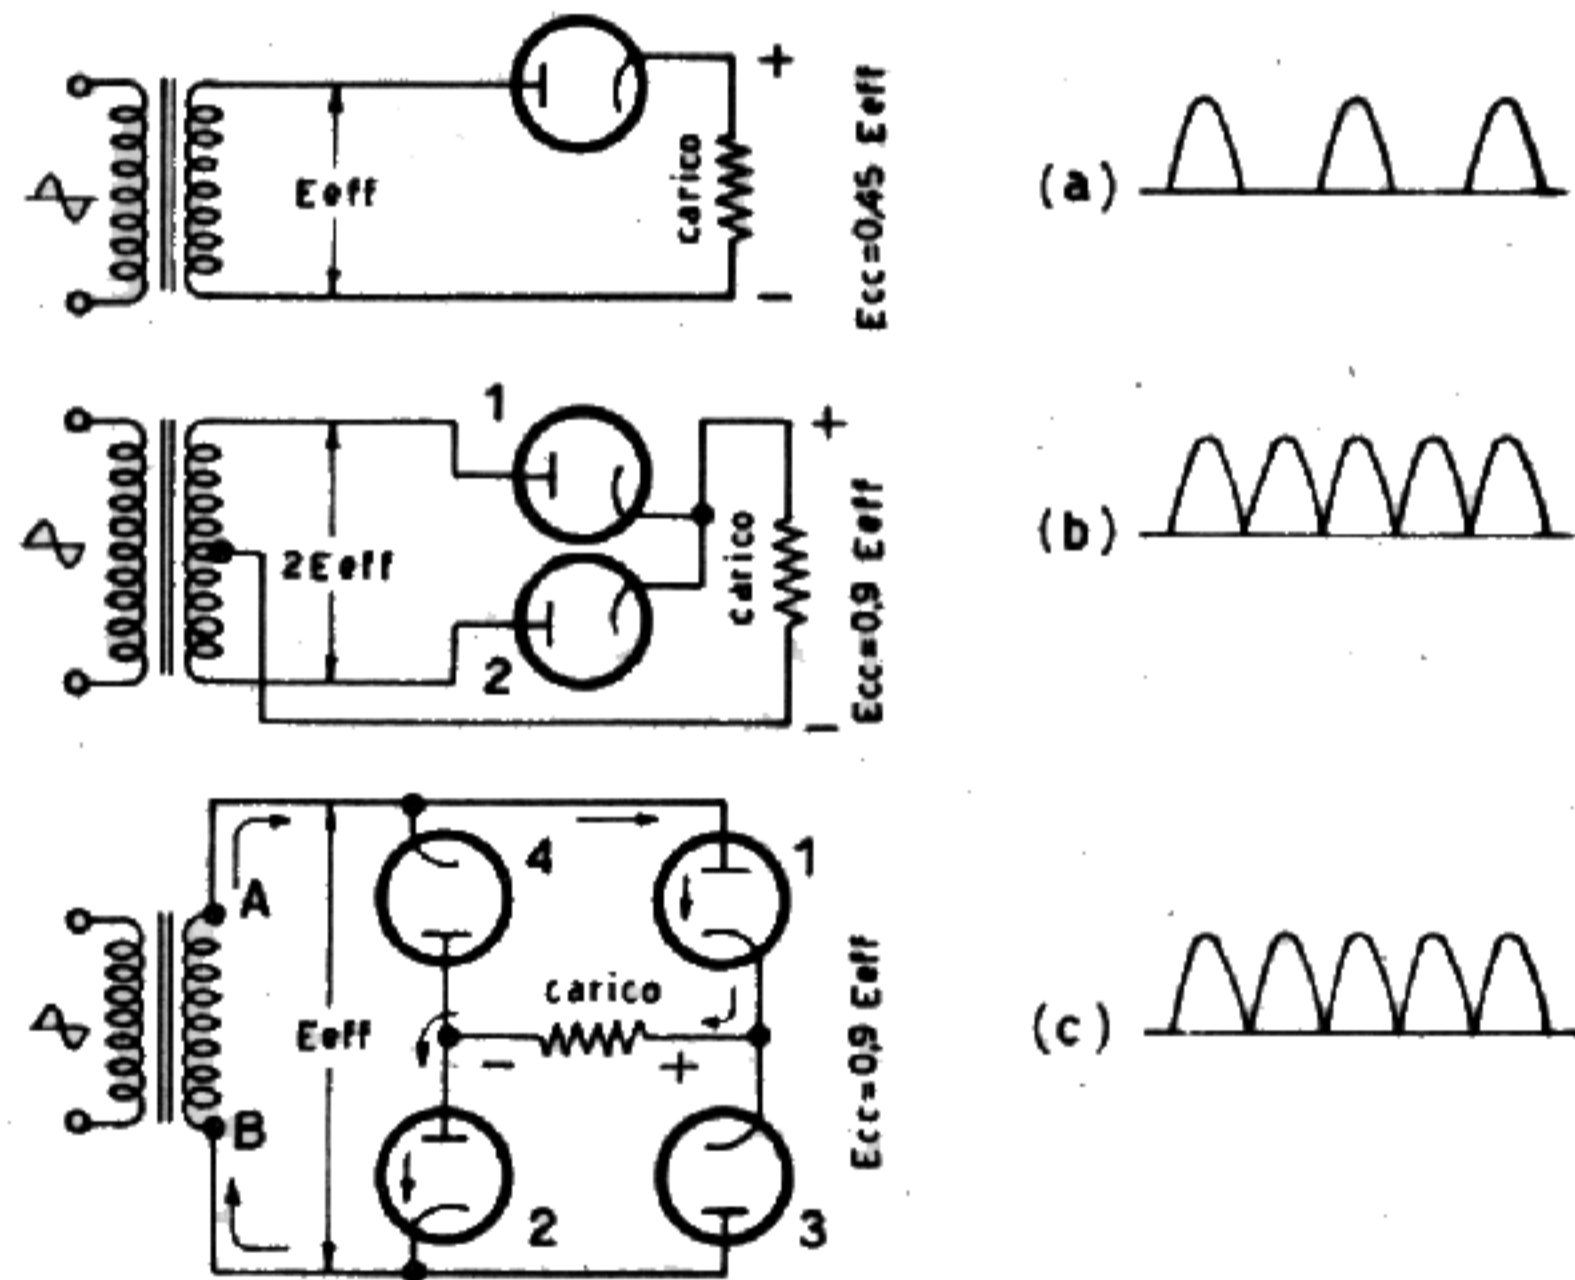 Eeff
carico
+
-
Ecc=0,45 Eeff
(a)
1
2
2Eeff
carico
+
-
Ecc=0,9 Eeff
(b)
A
B
Eeff
4
1
carico
-
+
2
3
Ecc=0,9 Eeff
(c)